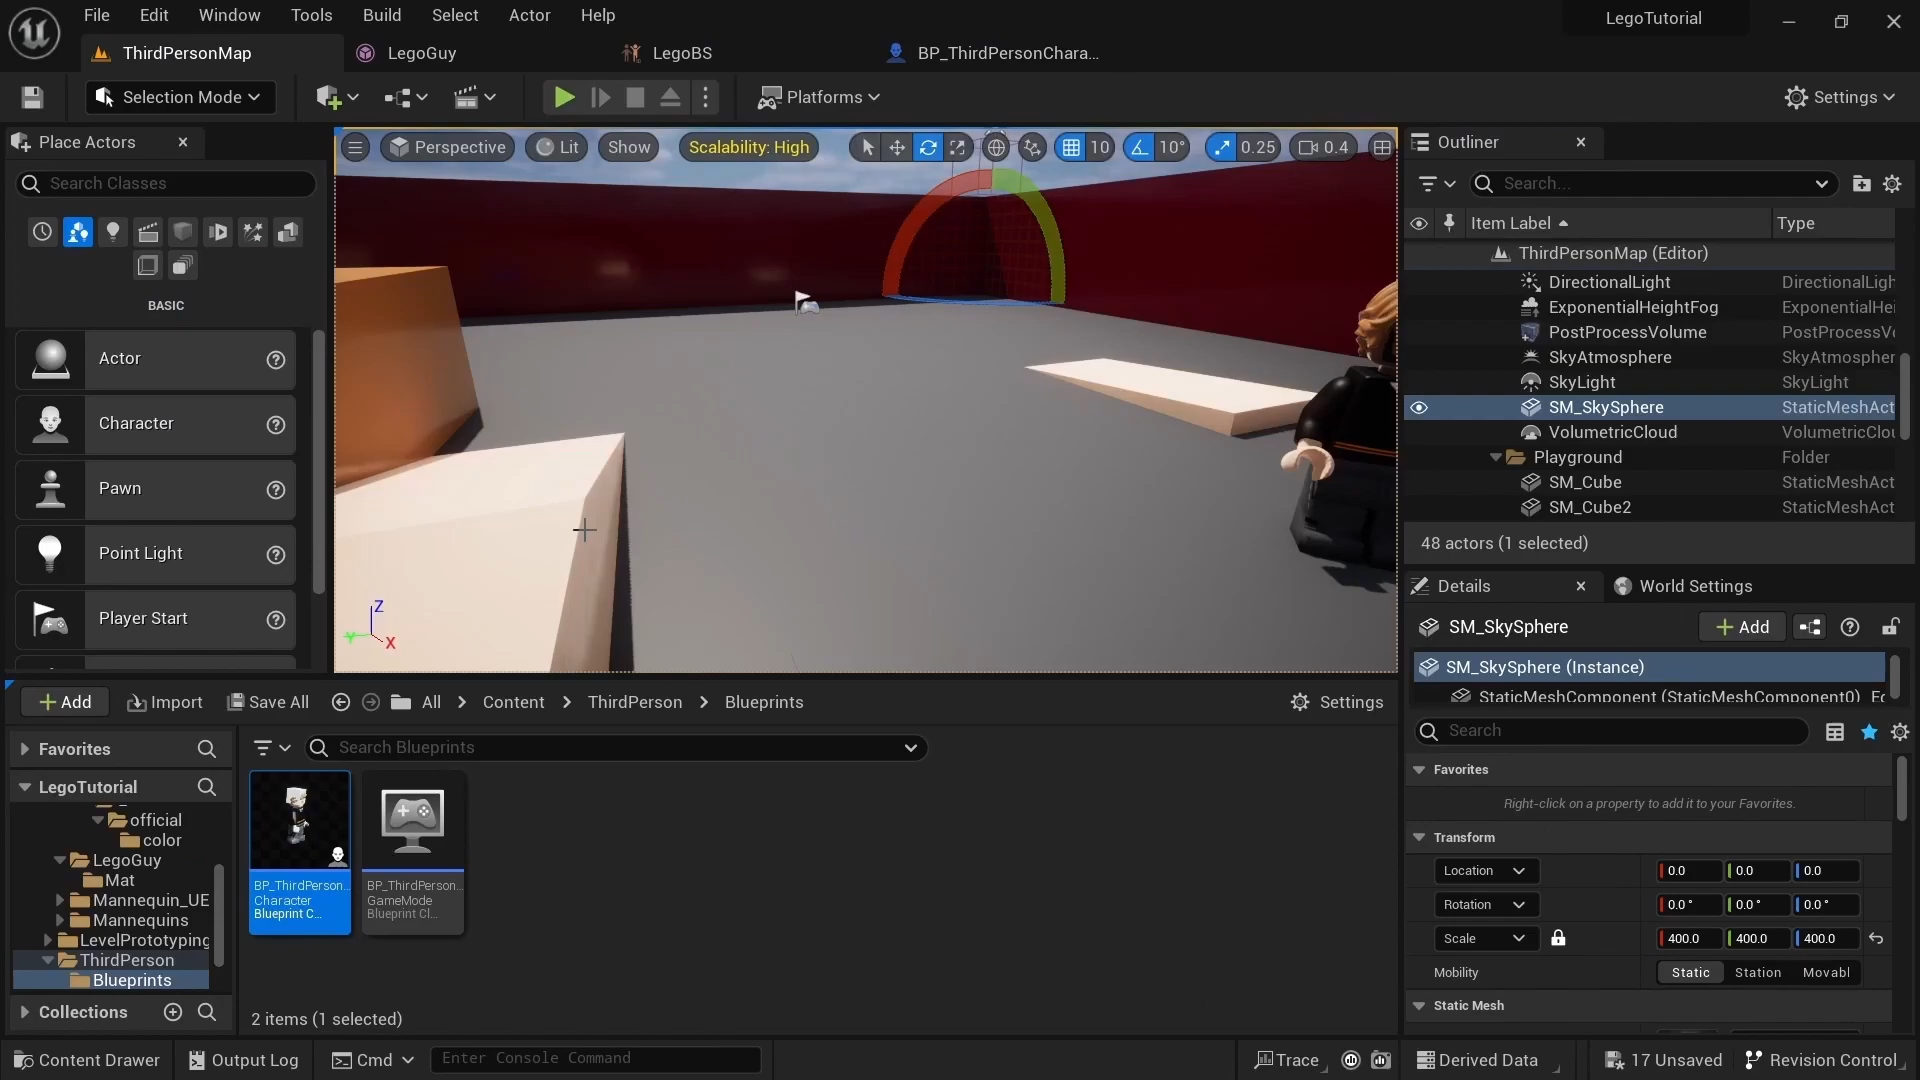 File Edit Window Tools Build Select Actor Help
LegoTutorial
ThirdPersonMap
LegoGuy
LegoBS
BP_ThirdPersonChara...
Selection Mode
Platforms
Settings
Place Actors
Search Classes
BASIC
Actor
Character
Pawn
Point Light
Player Start
Perspective
Lit
Show
Scalability: High
10
10°
0.25
0.4
Z
Y
X
Outliner
Search...
Item Label
Type
ThirdPersonMap (Editor)
DirectionalLight DirectionalLigh
ExponentialHeightFog ExponentialHei
PostProcessVolume PostProcessVo
SkyAtmosphere SkyAtmospher
SkyLight SkyLight
SM_SkySphere StaticMeshAct
VolumetricCloud VolumetricClou
Playground Folder
SM_Cube StaticMeshAct
SM_Cube2 StaticMeshAct
48 actors (1 selected)
Details
World Settings
SM_SkySphere
Add
SM_SkySphere (Instance)
StaticMeshComponent (StaticMeshComponent0) Ec
Search
Favorites
Right-click on a property to add it to your Favorites.
Transform
Location 0.0 0.0 0.0
Rotation 0.0° 0.0° 0.0°
Scale 400.0 400.0 400.0
Mobility Static Station Movabl
Static Mesh
Add
Import
Save All
All
Content
ThirdPerson
Blueprints
Settings
Favorites
LegoTutorial
official
color
LegoGuy
Mat
Mannequin_UE
Mannequins
LevelPrototyping
ThirdPerson
Blueprints
Collections
Search Blueprints
BP_ThirdPerson..
Character
Blueprint C...
BP_ThirdPerson..
GameMode
Blueprint Cl...
2 items (1 selected)
Content Drawer
Output Log
Cmd
Enter Console Command
Trace
Derived Data
17 Unsaved
Revision Control